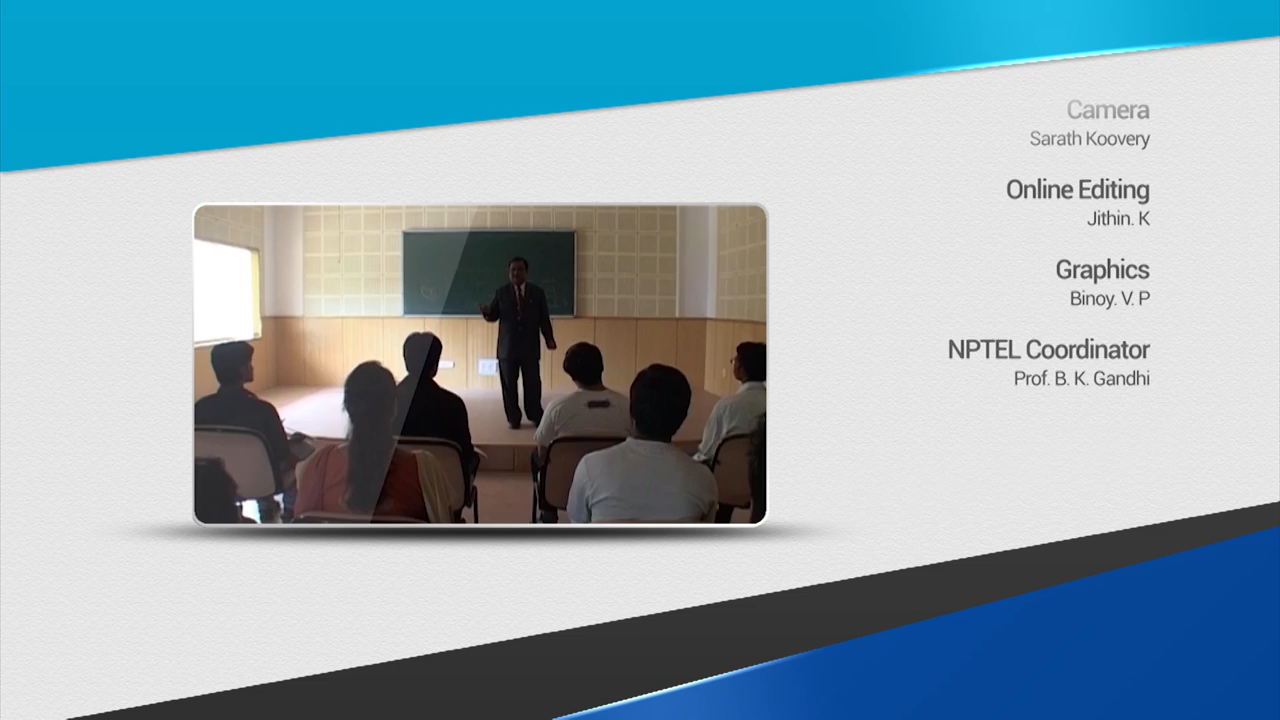 Camera
Sarath Koovery
Online Editing
Jithin. K
Graphics
Binoy. V. P
NPTEL Coordinator
Prof. B. K. Gandhi